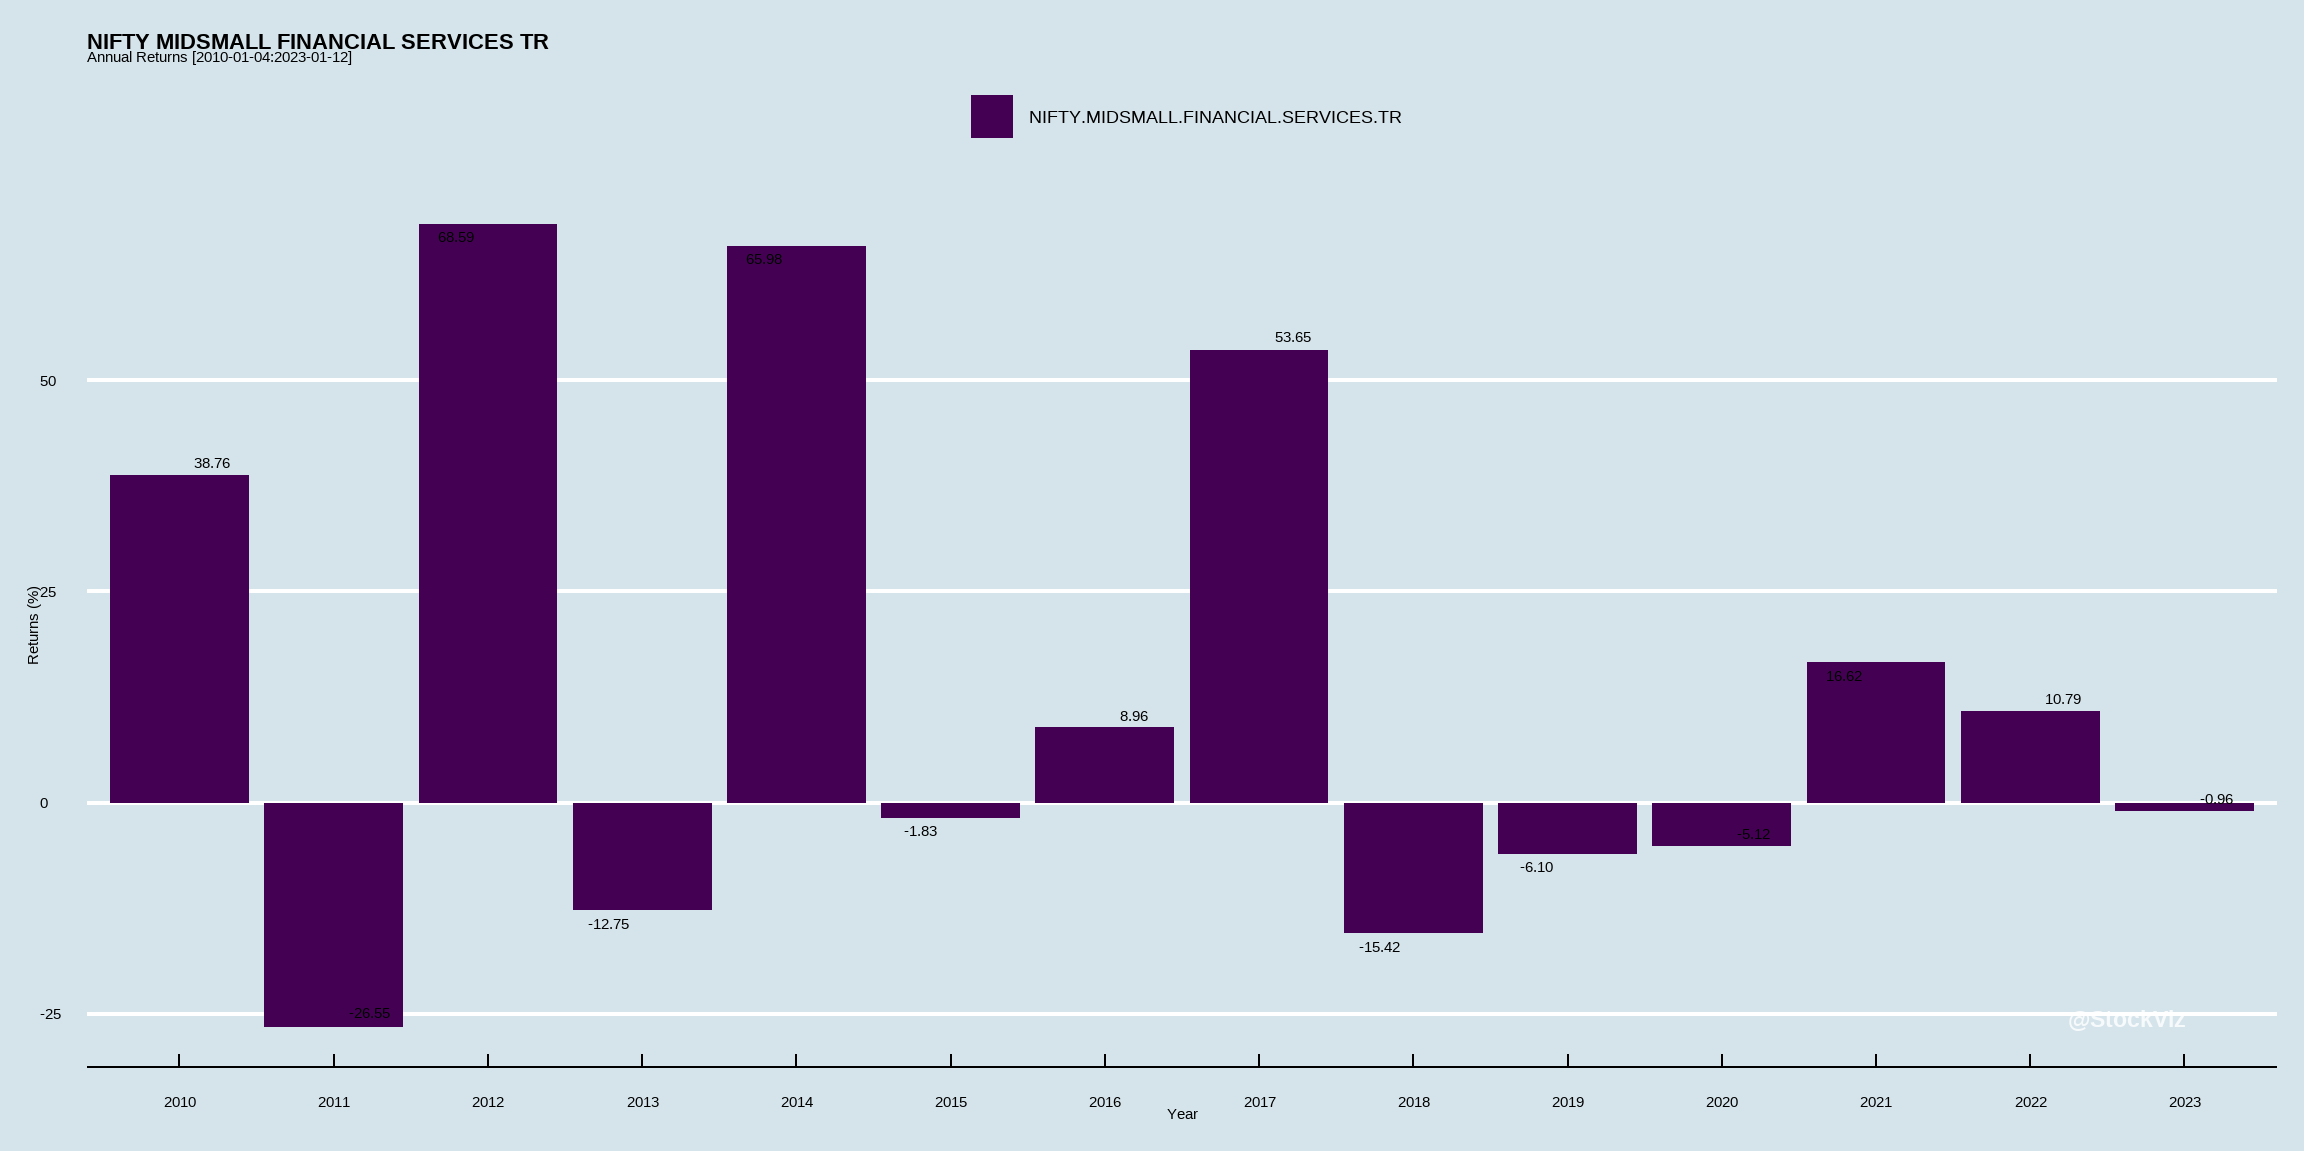 NIFTY MIDSMALL FINANCIAL SERVICES TR
Annual Returns [2010-01-04:2023-01-12]
NIFTY.MIDSMALL.FINANCIAL.SERVICES.TR
68.59
65.98
53.65
50
38.76
25
Returns (%)
16.62
10.79
8.96
0
-0.96
-1.83
-5.12
-6.10
-12.75
-15.42
-26.55
-25
@StockViz
2010 2011 2012 2013 2014 2015 2016 2017 2018 2019 2020 2021 2022 2023
Year